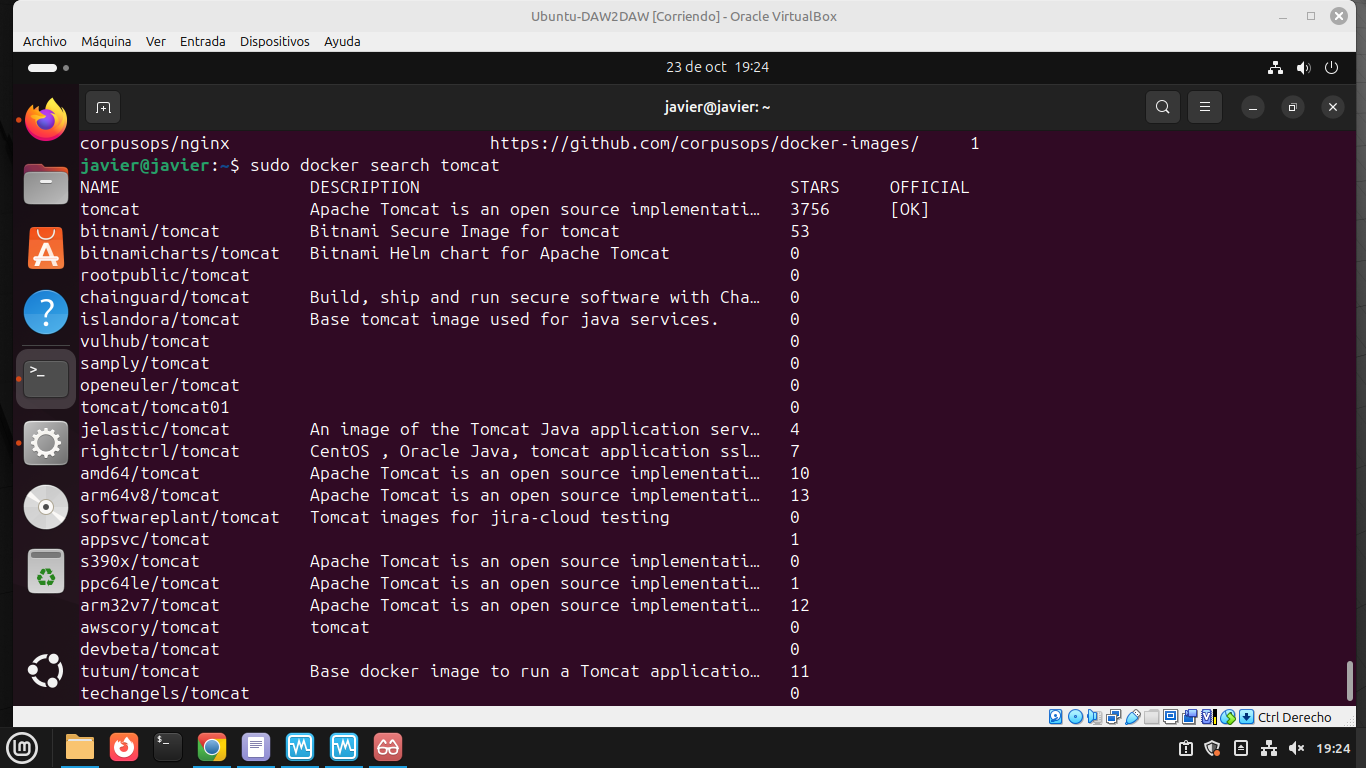 Ubuntu-DAW2DAW [Corriendo] - Oracle VirtualBox
Archivo Máquina Ver Entrada Dispositivos Ayuda
23 de oct 19:24
javier@javier: ~
corpusops/nginx https://github.com/corpusops/docker-images/ 1
javier@javier:~$ sudo docker search tomcat
NAME DESCRIPTION STARS OFFICIAL
tomcat Apache Tomcat is an open source implementati… 3756 [OK]
bitnami/tomcat Bitnami Secure Image for tomcat 53
bitnamicharts/tomcat Bitnami Helm chart for Apache Tomcat 0
rootpublic/tomcat 0
chainguard/tomcat Build, ship and run secure software with Cha… 0
islandora/tomcat Base tomcat image used for java services. 0
vulhub/tomcat 0
samply/tomcat 0
openeuler/tomcat 0
tomcat/tomcat01 0
jelastic/tomcat An image of the Tomcat Java application serv… 4
rightctrl/tomcat CentOS , Oracle Java, tomcat application ssl… 7
amd64/tomcat Apache Tomcat is an open source implementati… 10
arm64v8/tomcat Apache Tomcat is an open source implementati… 13
softwareplant/tomcat Tomcat images for jira-cloud testing 0
appsvc/tomcat 1
s390x/tomcat Apache Tomcat is an open source implementati… 0
ppc64le/tomcat Apache Tomcat is an open source implementati… 1
arm32v7/tomcat Apache Tomcat is an open source implementati… 12
awscory/tomcat tomcat 0
devbeta/tomcat 0
tutum/tomcat Base docker image to run a Tomcat applicatio… 11
techangels/tomcat 0
Ctrl Derecho
19:24